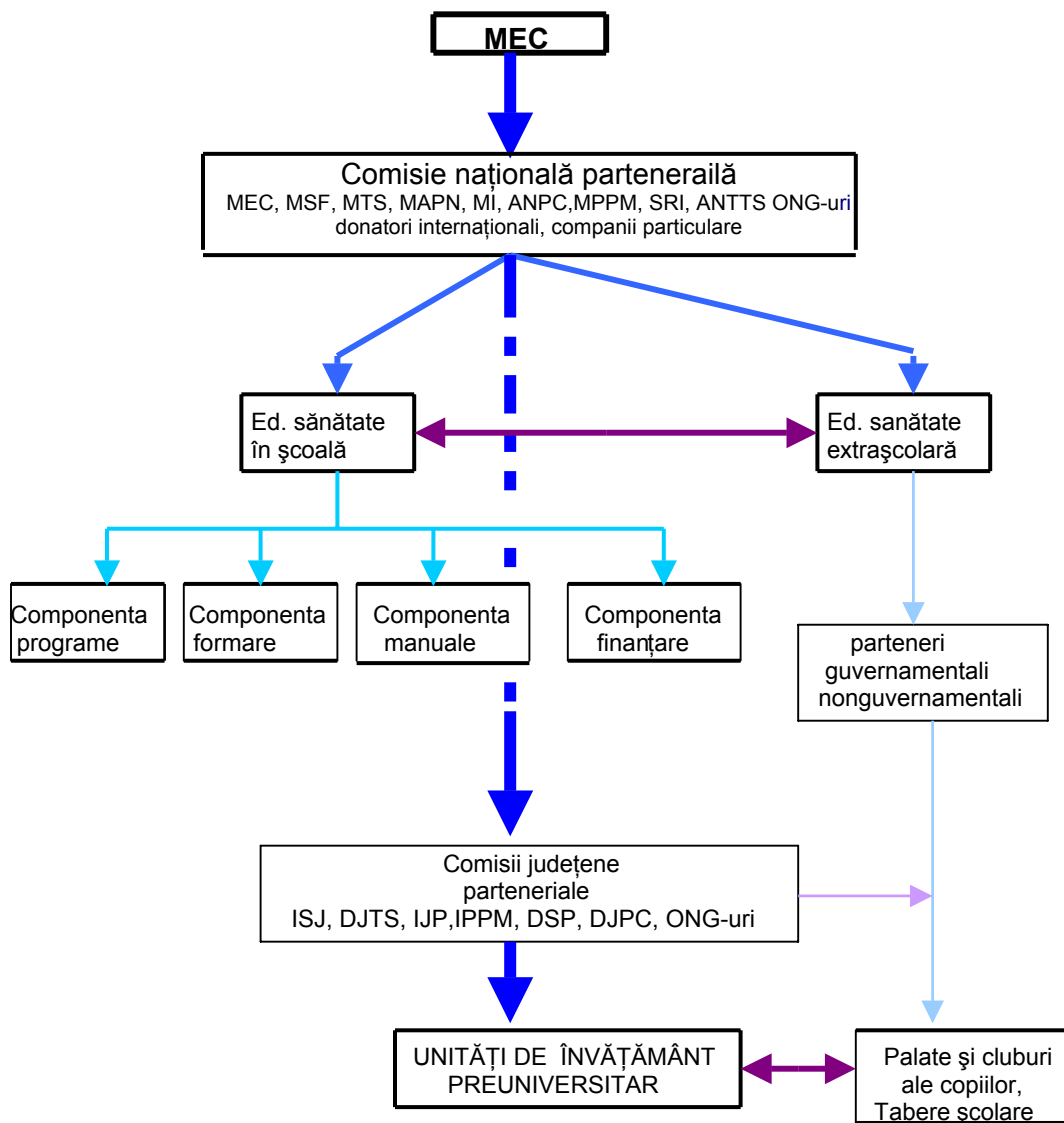 MEC
Comisie națională partenerailă
MEC, MSF, MTS, MAPN, MI, ANPC,MPPM, SRI, ANTTS ONG-uri
donatori internaționali, companii particulare
Ed. sănătate
în şcoală
Ed. sanătate
extraşcolară
Componenta
programe
Componenta
formare
Componenta
manuale
Componenta
finanțare
parteneri
guvernamentali
nonguvernamentali
Comisii județene
parteneriale
ISJ, DJTS, IJP,IPPM, DSP, DJPC, ONG-uri
UNITĂȚI DE ÎNVĂȚĂMÂNT
PREUNIVERSITAR
Palate şi cluburi
ale copiilor,
Tabere şcolare